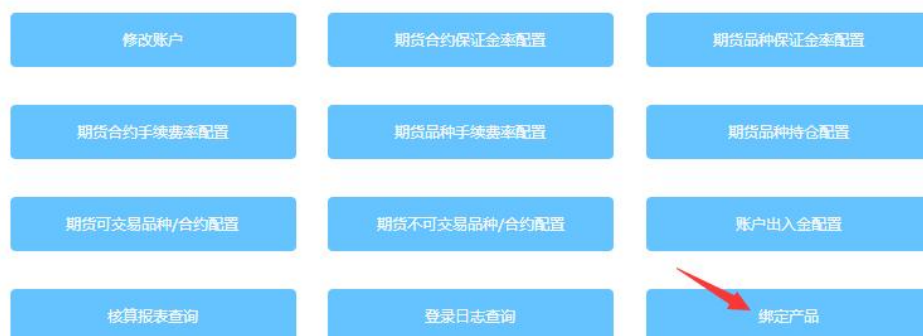 修改账户
期货合约保证金率配置
期货品种保证金率配置
期货合约手续费率配置
期货品种手续费率配置
期货品种持仓配置
期货可交易品种/合约配置
期货不可交易品种/合约配置
账户出入金配置
核算报表查询
登录日志查询
绑定产品